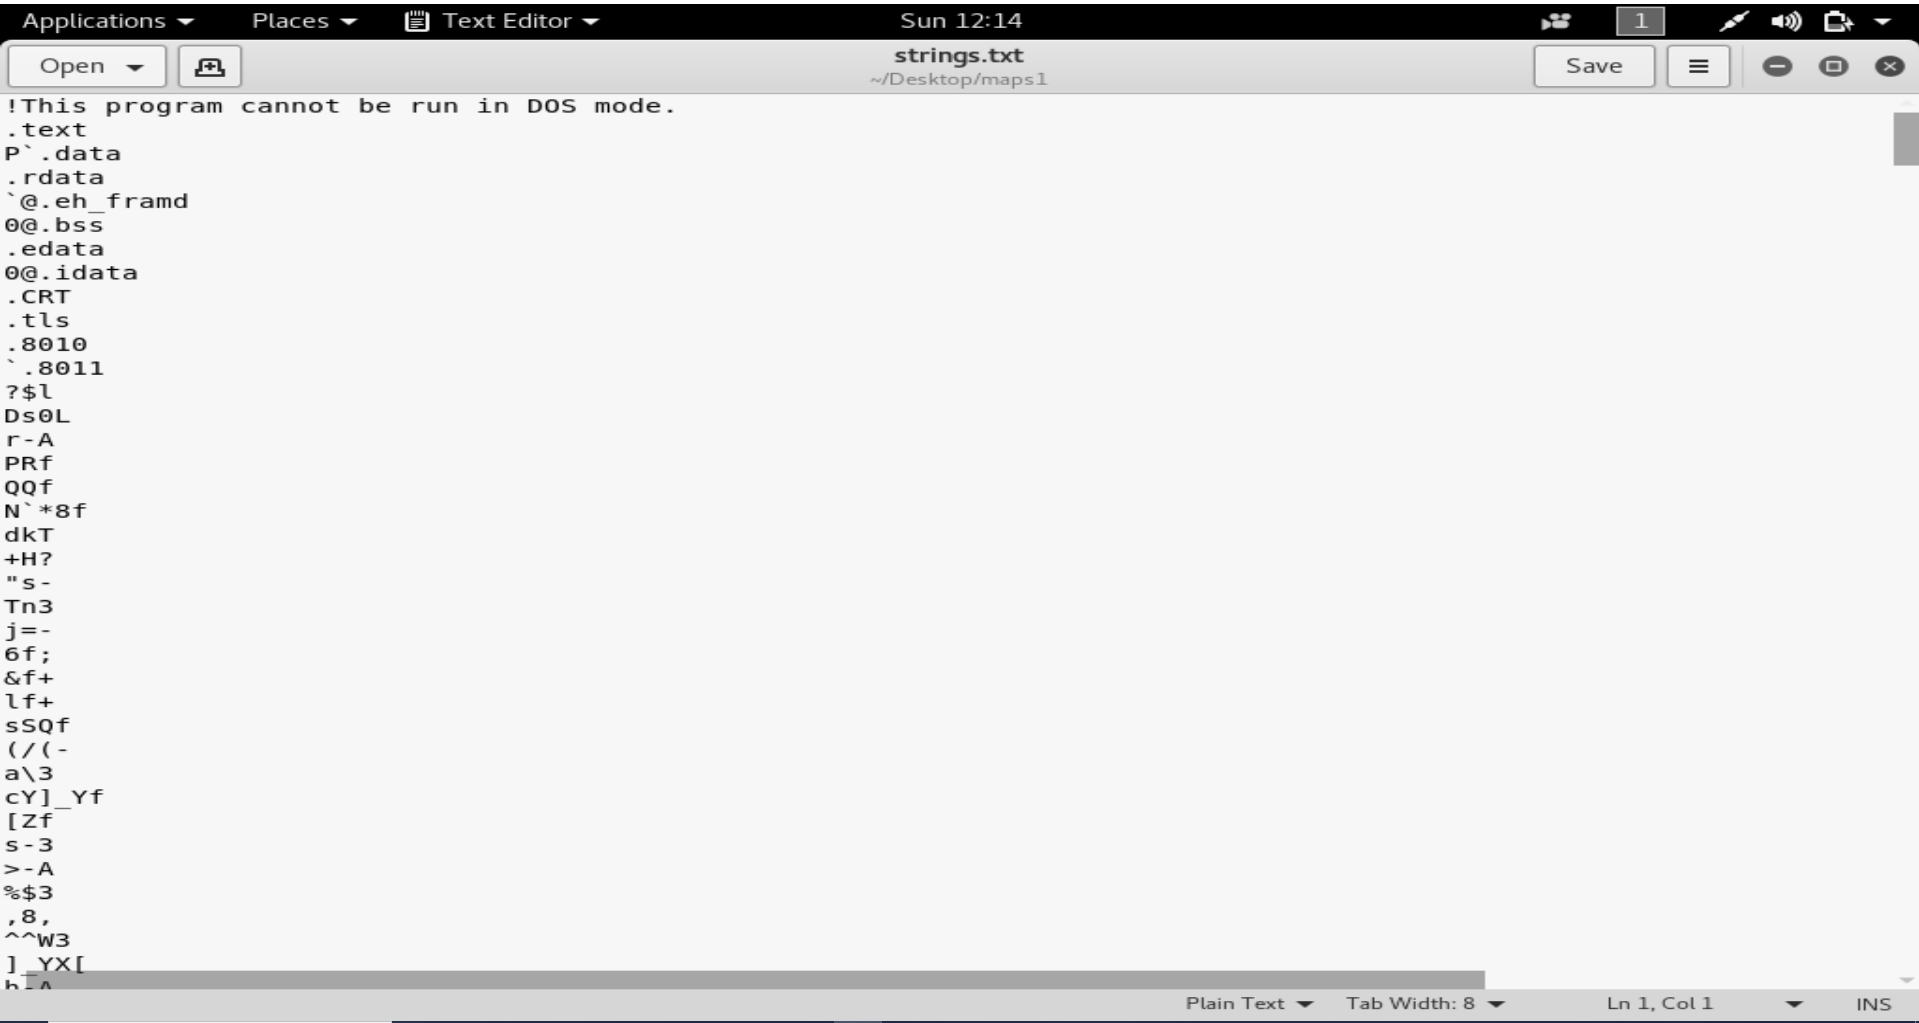 Applications Places Text Editor Sun 12:14 1
Open strings.txt Save
~/Desktop/maps1
!This program cannot be run in DOS mode.
.text
P`.data
.rdata
`@.eh_framd
0@.bss
.edata
0@.idata
.CRT
.tls
.8010
`.8011
?$l
Ds0L
r-A
PRf
QQf
N`*8f
dkT
+H?
"s-
Tn3
j=-
6f;
&f+
lf+
sSQf
(/(-
a\3
cY]_Yf
[Zf
s-3
>-A
%$3
,8,
^^W3
]_YX[
Plain Text Tab Width: 8 Ln 1, Col 1 INS